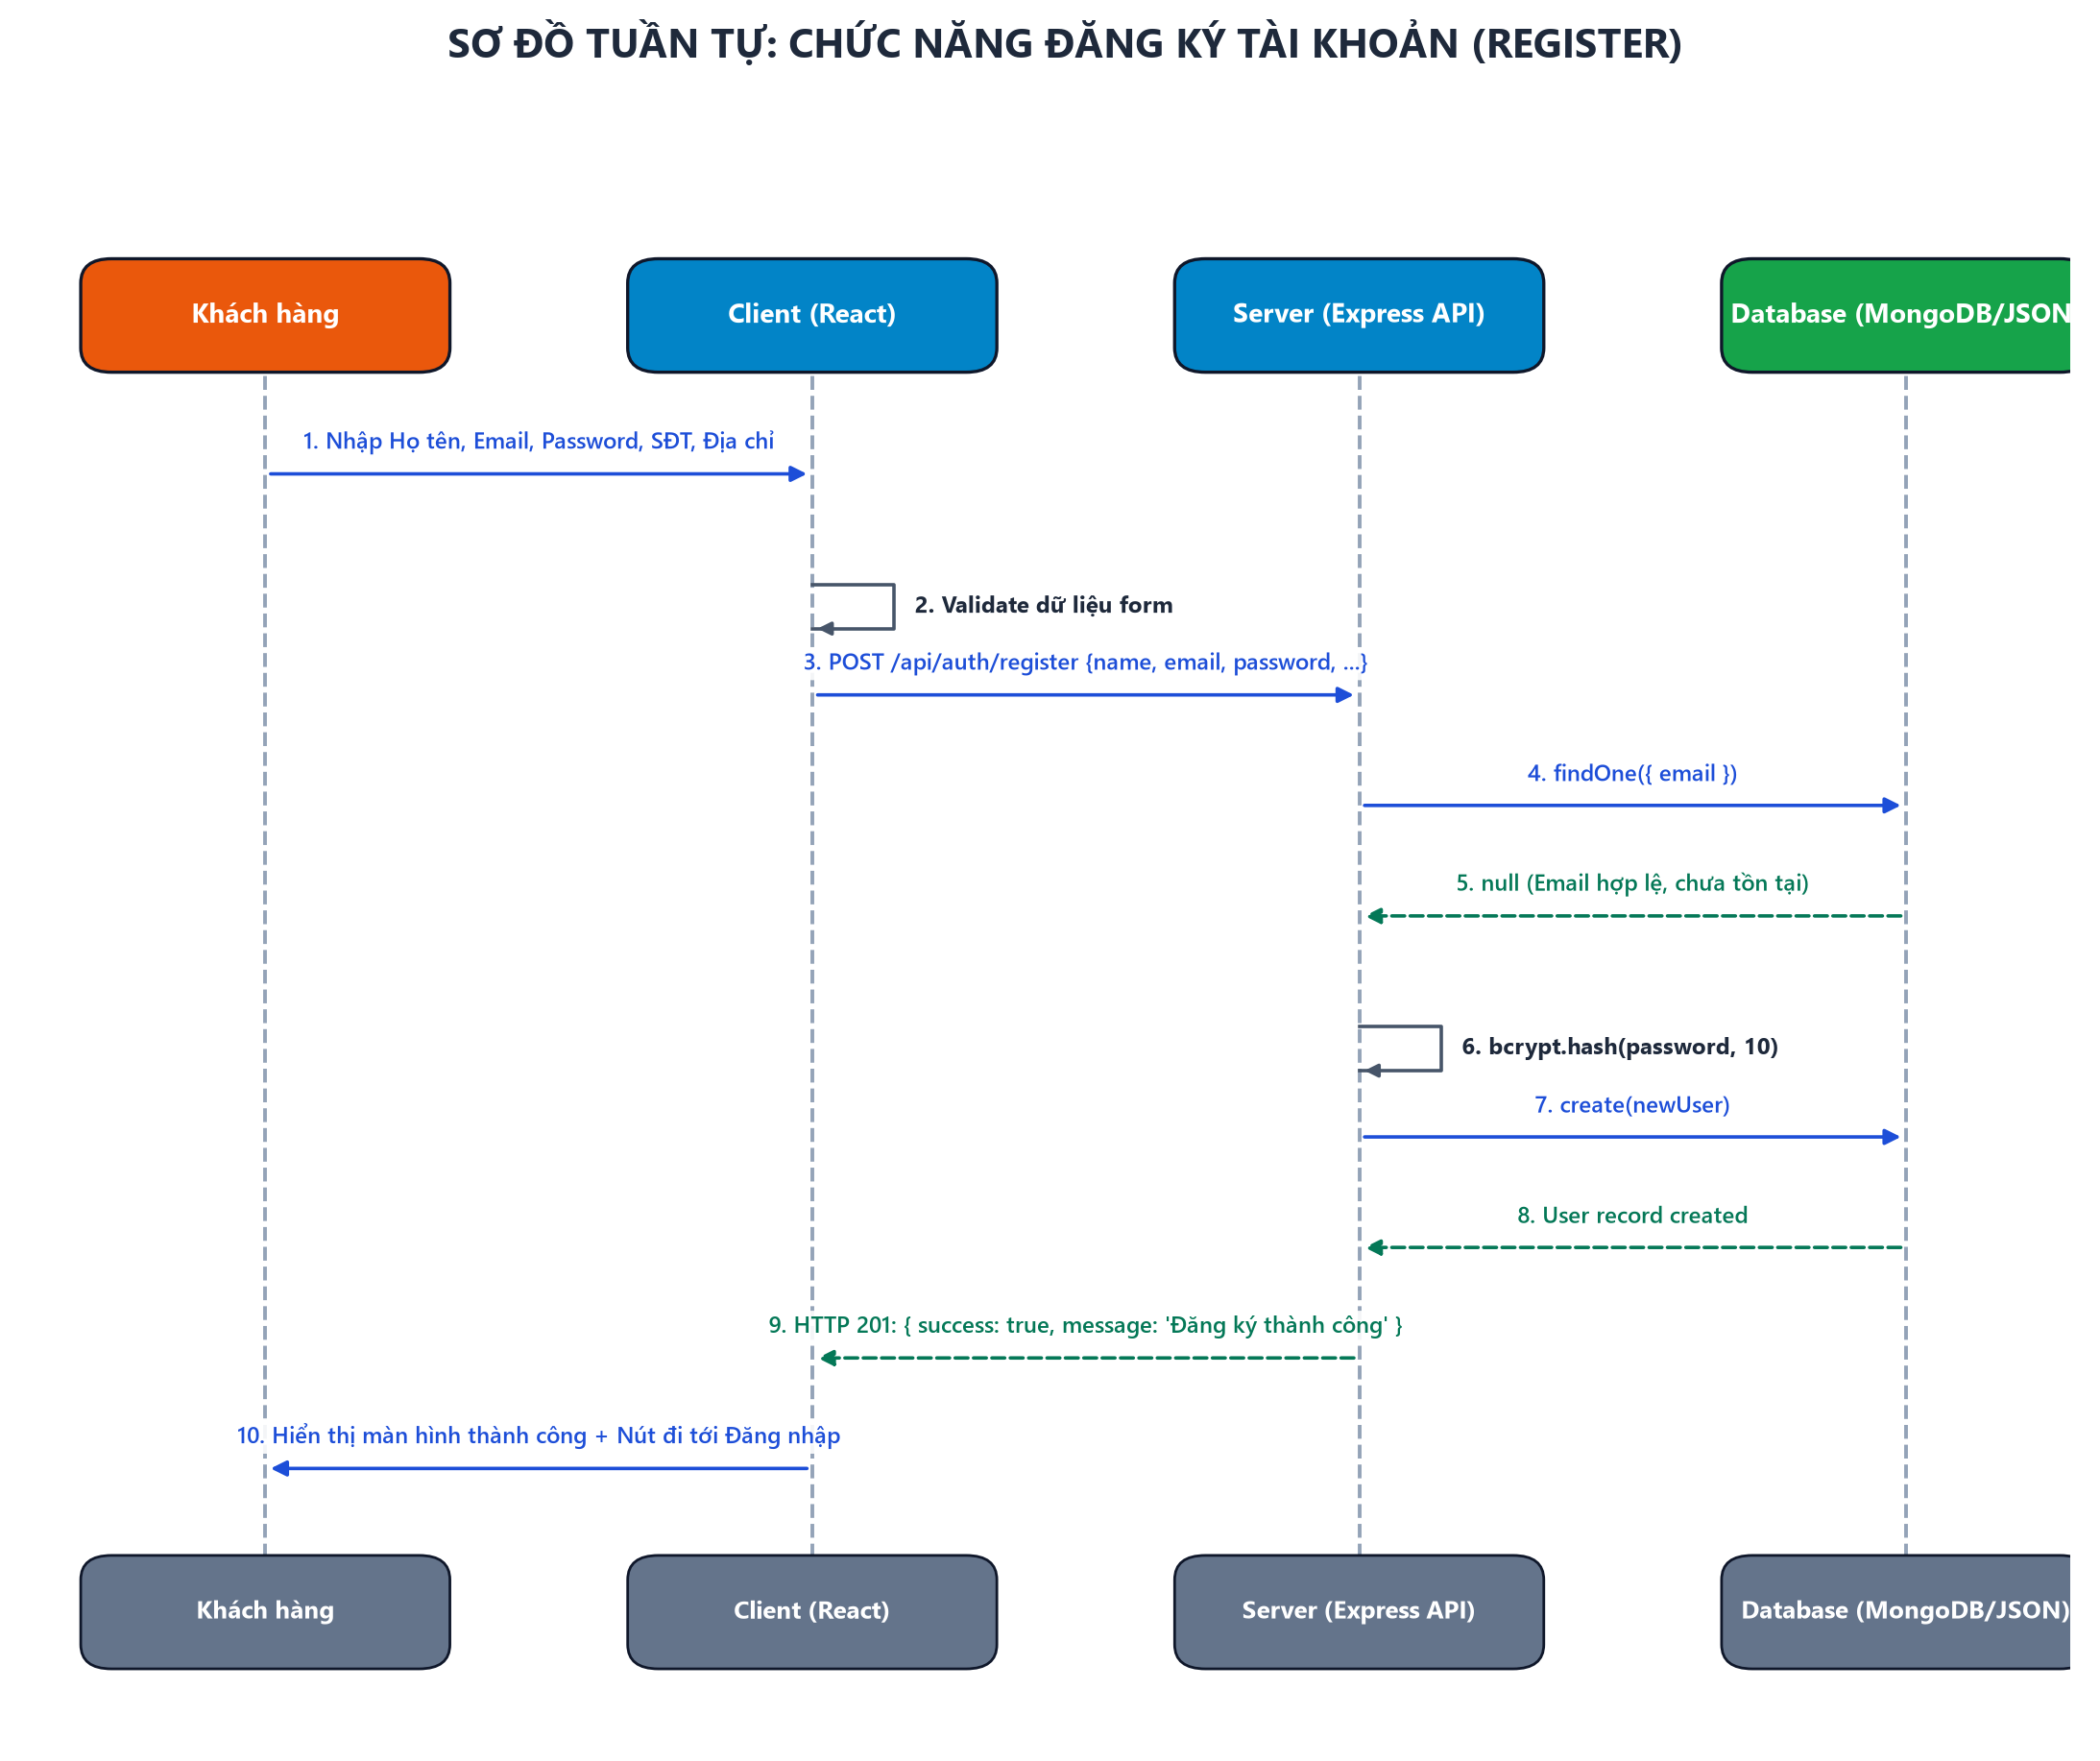 SƠ ĐỒ TUẦN TỰ: CHỨC NĂNG ĐĂNG KÝ TÀI KHOẢN (REGISTER)
Khách hàng
Client (React)
Server (Express API)
Database (MongoDB/JSON
1. Nhập Họ tên, Email, Password, SĐT, Địa chỉ
2. Validate dữ liệu form
3. POST /api/auth/register {name, email, password, ...}
4. findOne({ email })
5. null (Email hợp lệ, chưa tồn tại)
6. bcrypt.hash(password, 10)
7. create(newUser)
8. User record created
9. HTTP 201: { success: true, message: 'Đăng ký thành công' }
10. Hiển thị màn hình thành công + Nút đi tới Đăng nhập
Khách hàng
Client (React)
Server (Express API)
Database (MongoDB/JSON)